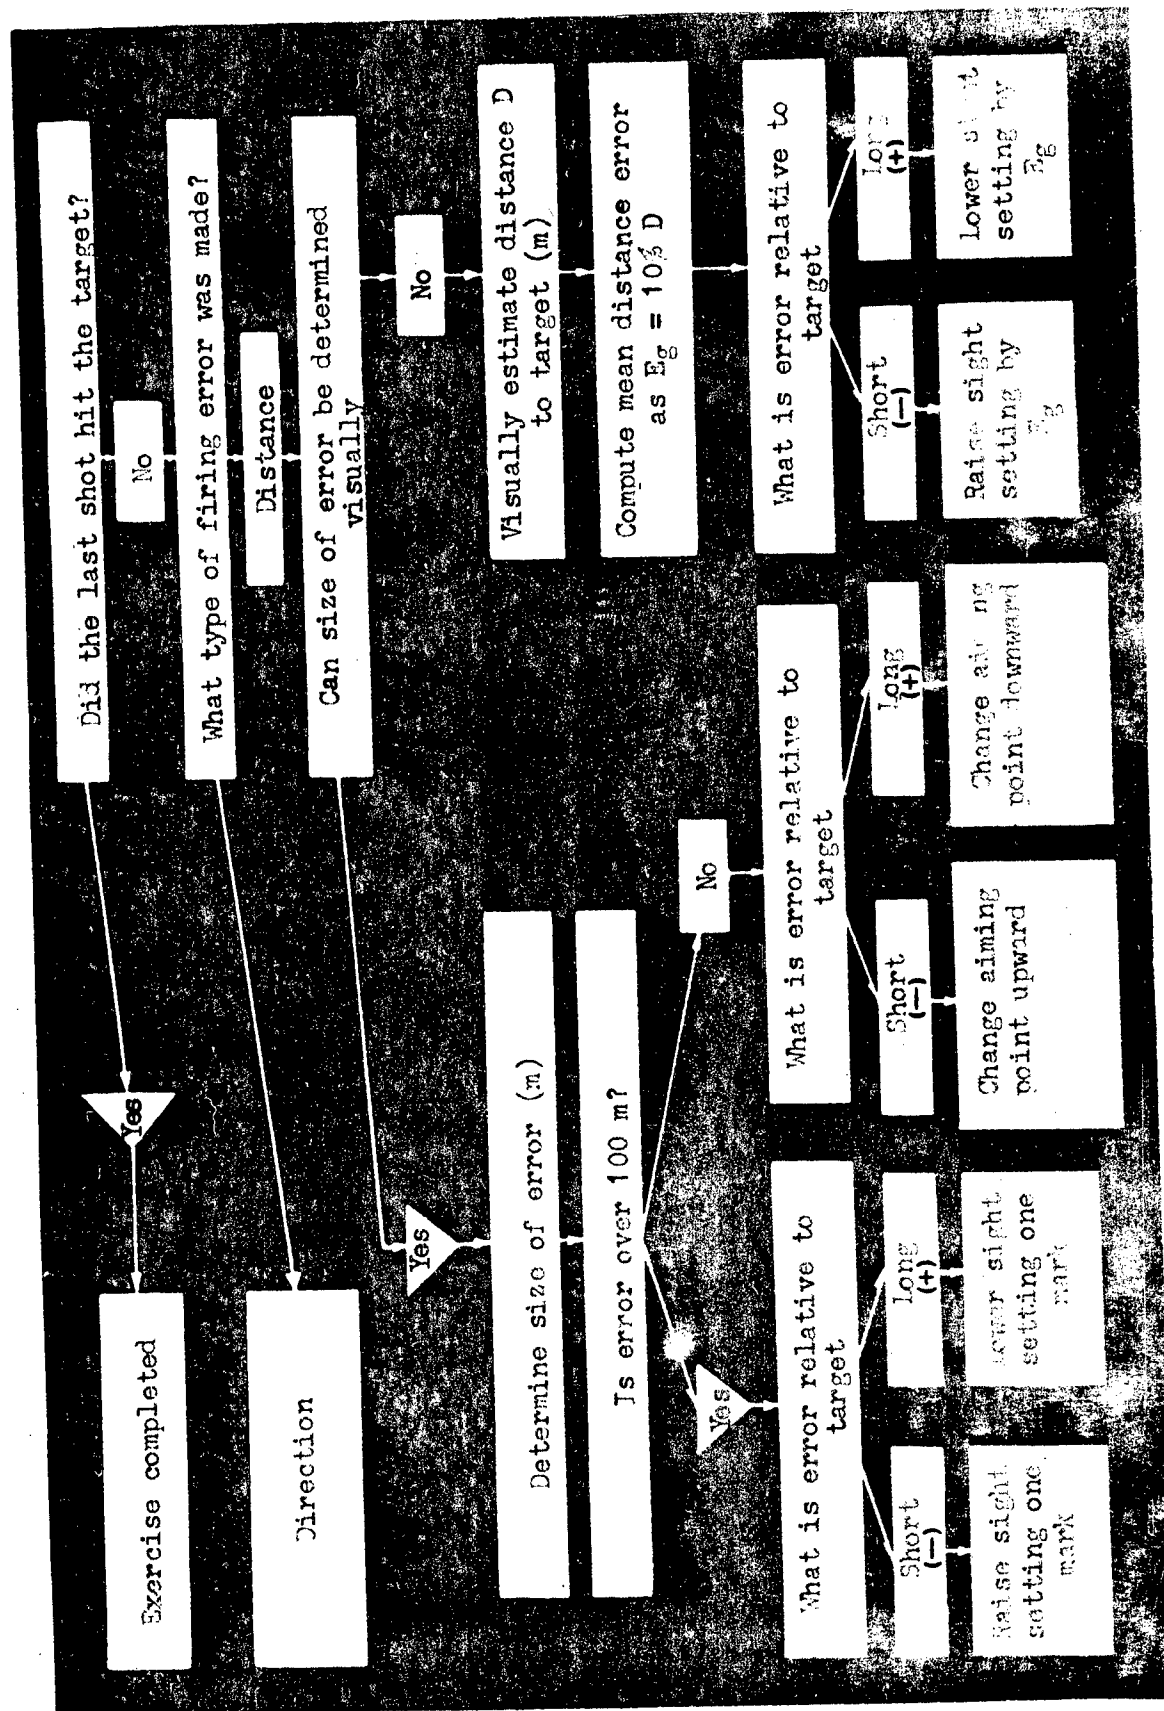 Did the last shot hit the target?
Yes
No
Exercise completed
What type of firing error was made?
Direction
Distance
Can size of error be determined
visually
Yes
No
Determine size of error (m)
Is error over 100 m?
Yes
No
Visually estimate distance D
to target (m)
Compute mean distance error
as Eg = 10% D
What is error relative to
target
Short
(—)
Raise sight
setting one
mark
Long
(+)
Lower sight
setting one
mark
What is error relative to
target
Short
(—)
Change aiming
point upward
Long
(+)
Change aiming
point downward
What is error relative to
target
Short
(—)
Raise sight
setting by
Eg
Long
(+)
Lower sight
setting by
Eg